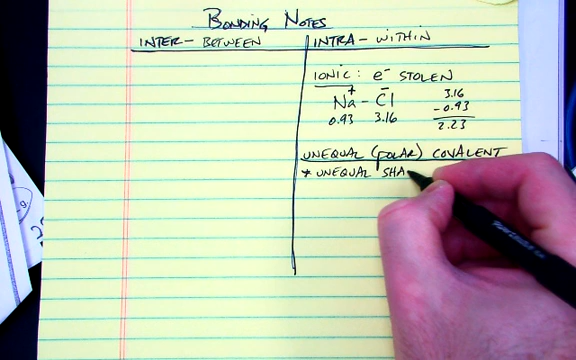 BONDING NOTES
INTER- BETWEEN
INTRA- WITHIN
IONIC: e⁻ STOLEN
Na⁺ - Cl⁻
0.93 3.16
3.16
-0.93
2.23
UNEQUAL (POLAR) COVALENT
* UNEQUAL SHA